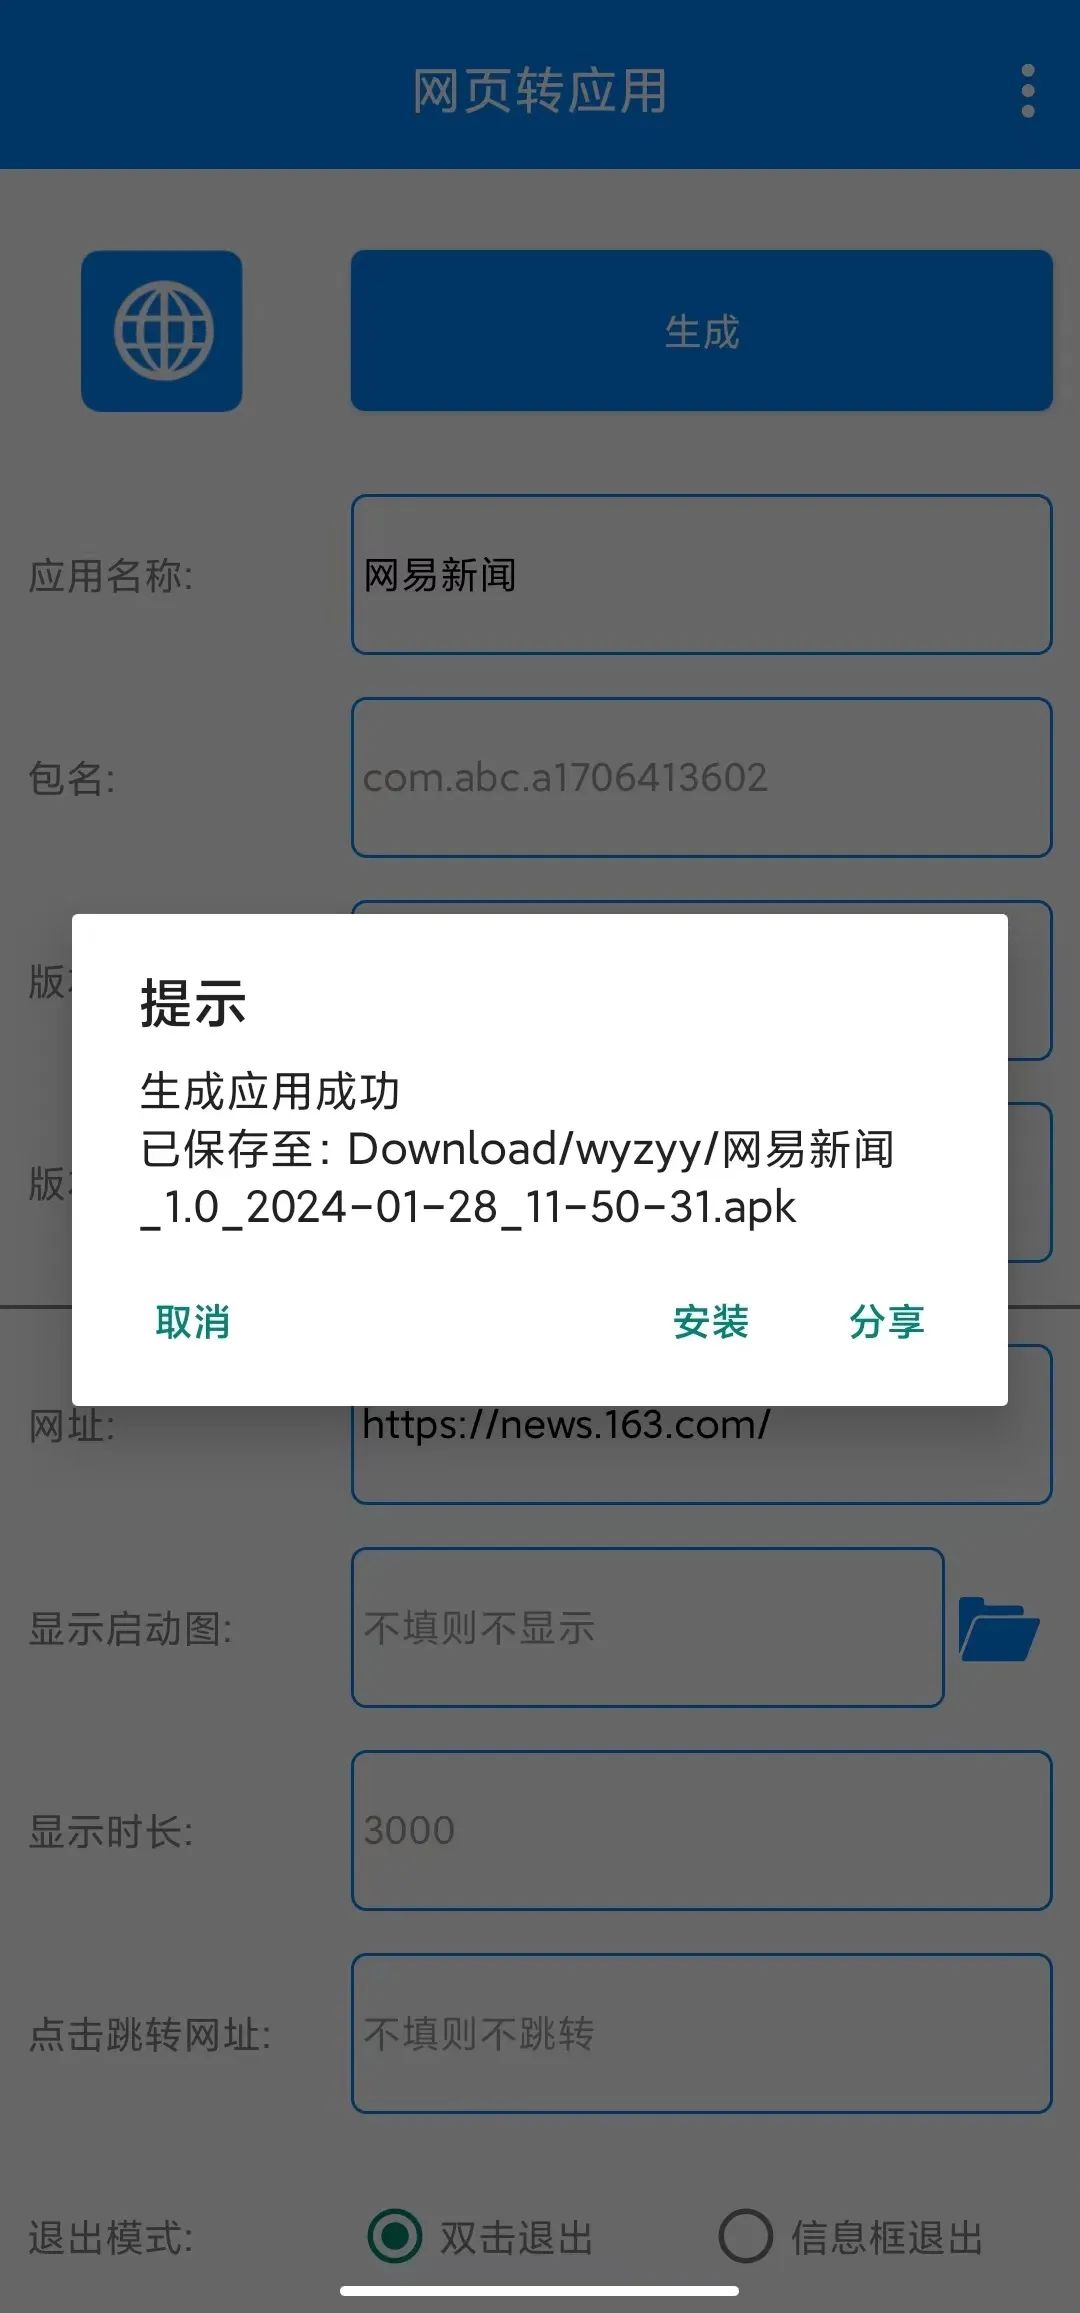 网页转应用
生成
应用名称:
网易新闻
包名:
com.abc.a1706413602
版
提示
生成应用成功
已保存至: Download/wyzyy/网易新闻
_1.0_2024-01-28_11-50-31.apk
版
取消
安装
分享
网址:
https://news.163.com/
显示启动图:
不填则不显示
显示时长:
3000
点击跳转网址:
不填则不跳转
退出模式:
双击退出
信息框退出